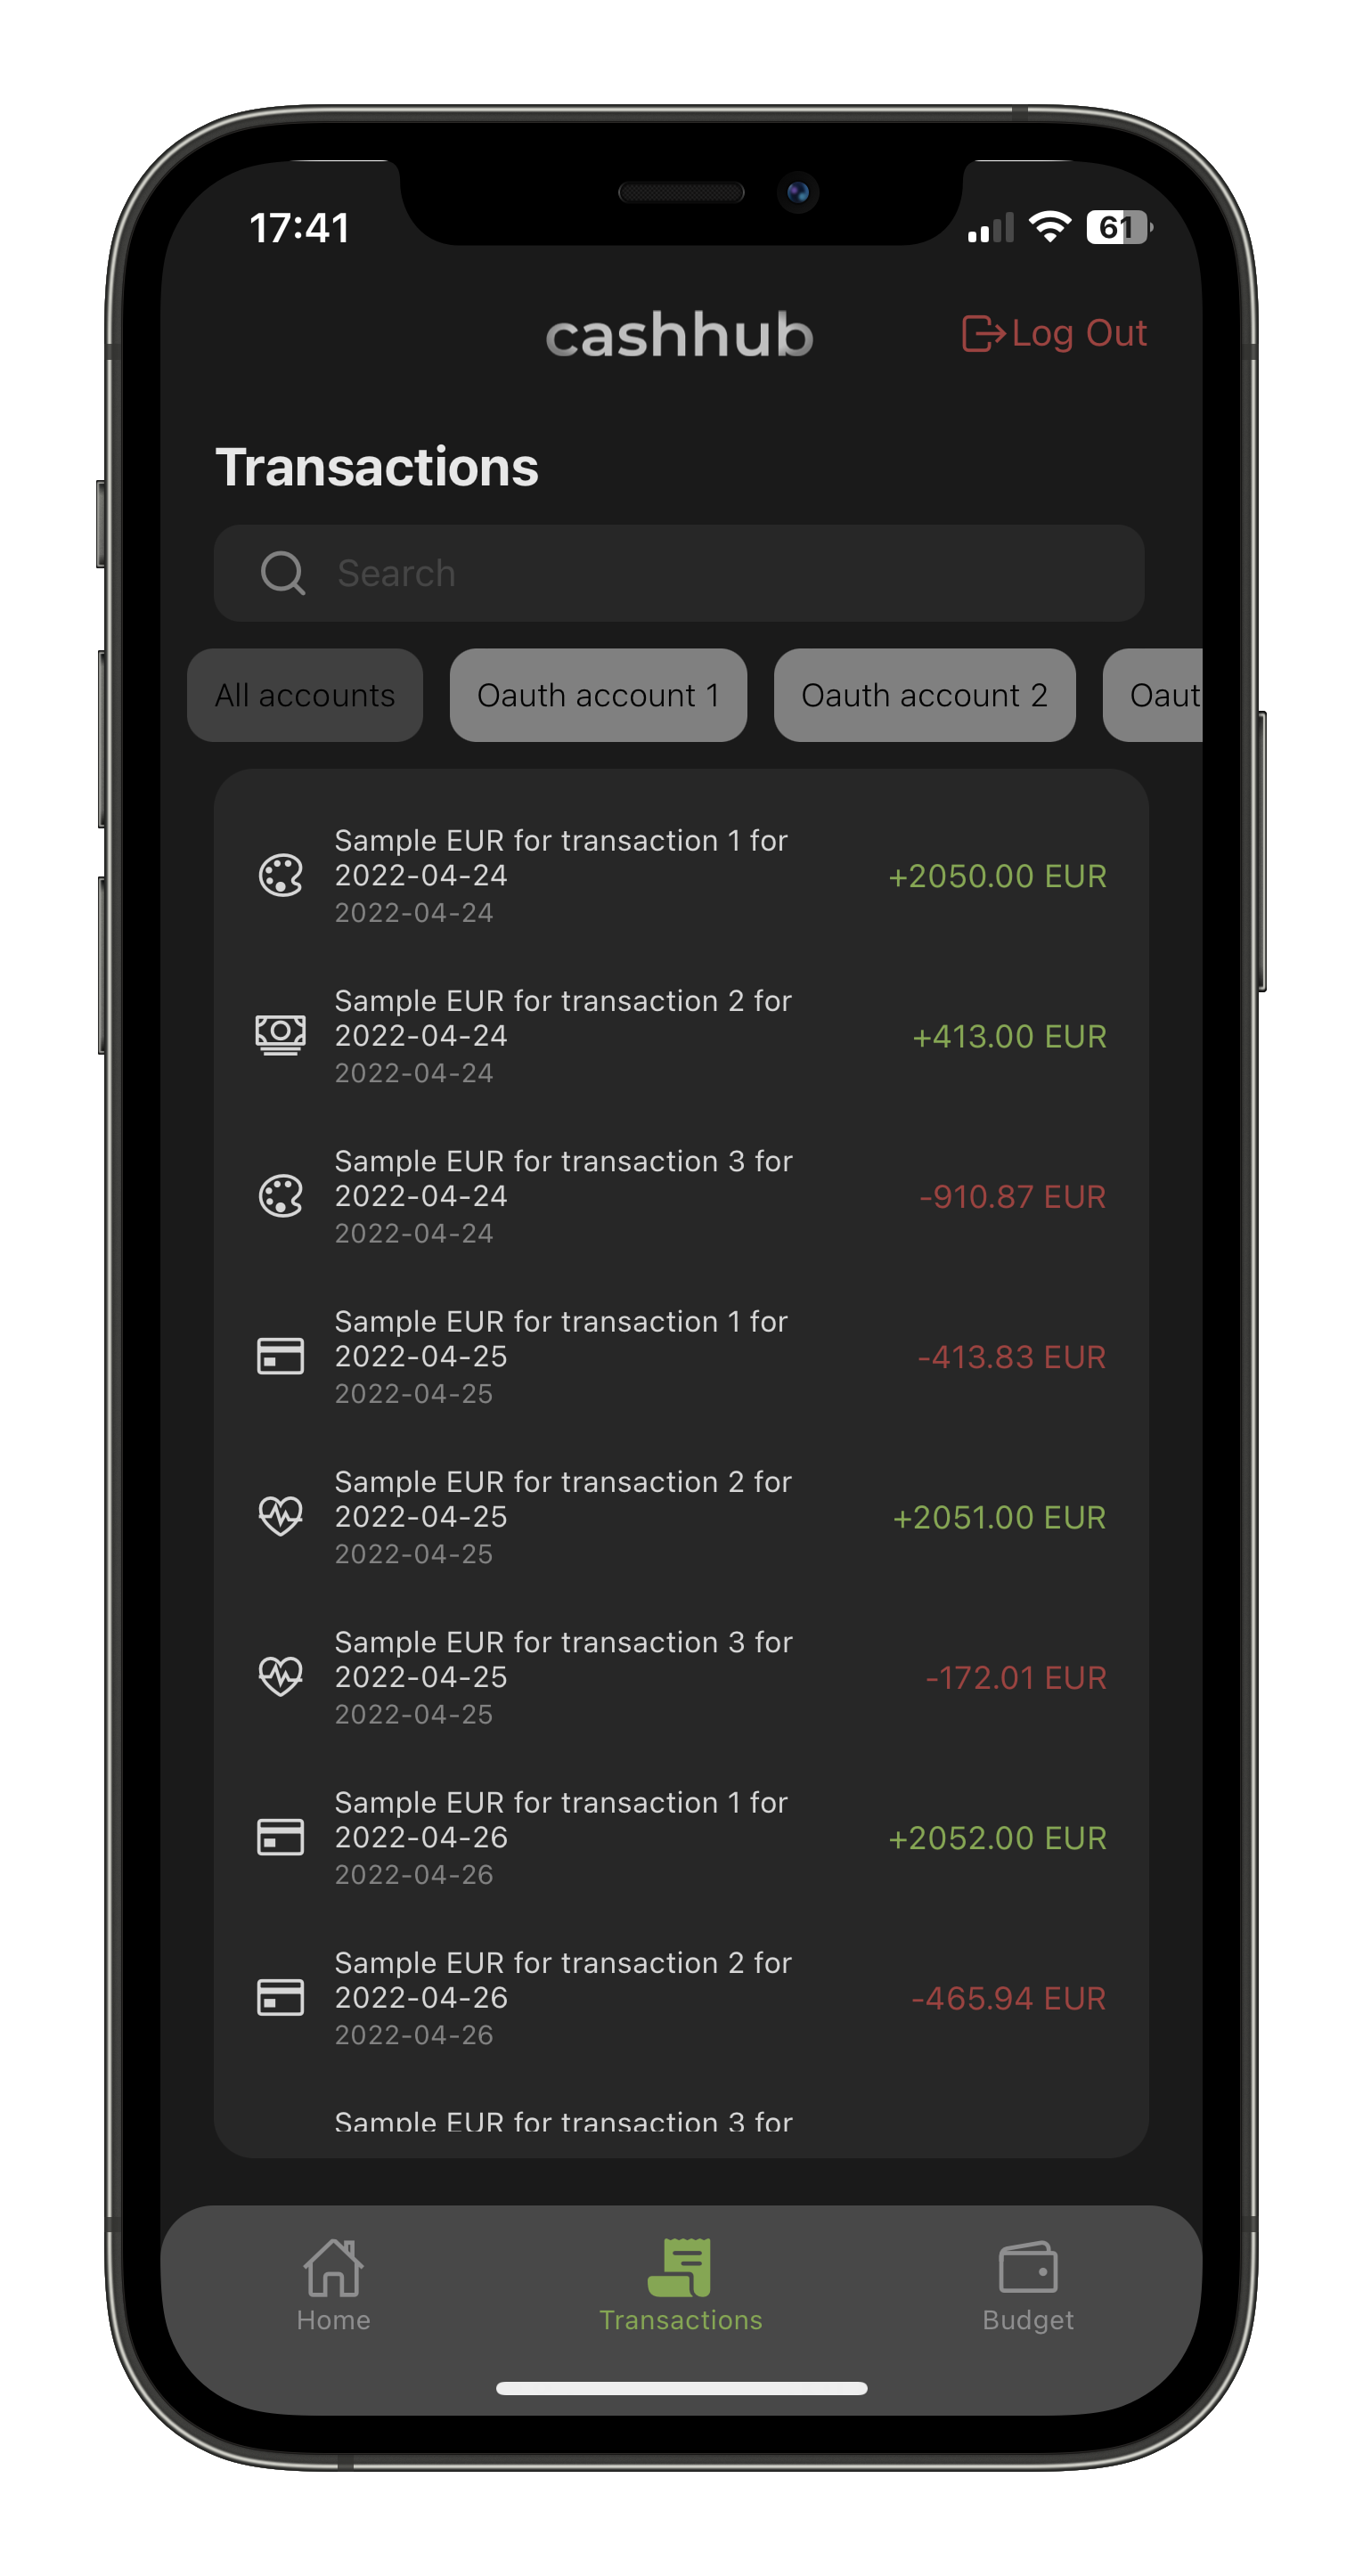 17:41
61
cashhub
Log Out
Transactions
Search
All accounts
Oauth account 1
Oauth account 2
Oaut
Sample EUR for transaction 1 for
2022-04-24
2022-04-24
+2050.00 EUR
Sample EUR for transaction 2 for
2022-04-24
2022-04-24
+413.00 EUR
Sample EUR for transaction 3 for
2022-04-24
2022-04-24
-910.87 EUR
Sample EUR for transaction 1 for
2022-04-25
2022-04-25
-413.83 EUR
Sample EUR for transaction 2 for
2022-04-25
2022-04-25
+2051.00 EUR
Sample EUR for transaction 3 for
2022-04-25
2022-04-25
-172.01 EUR
Sample EUR for transaction 1 for
2022-04-26
2022-04-26
+2052.00 EUR
Sample EUR for transaction 2 for
2022-04-26
2022-04-26
-465.94 EUR
Sample EUR for transaction 3 for
Home
Transactions
Budget